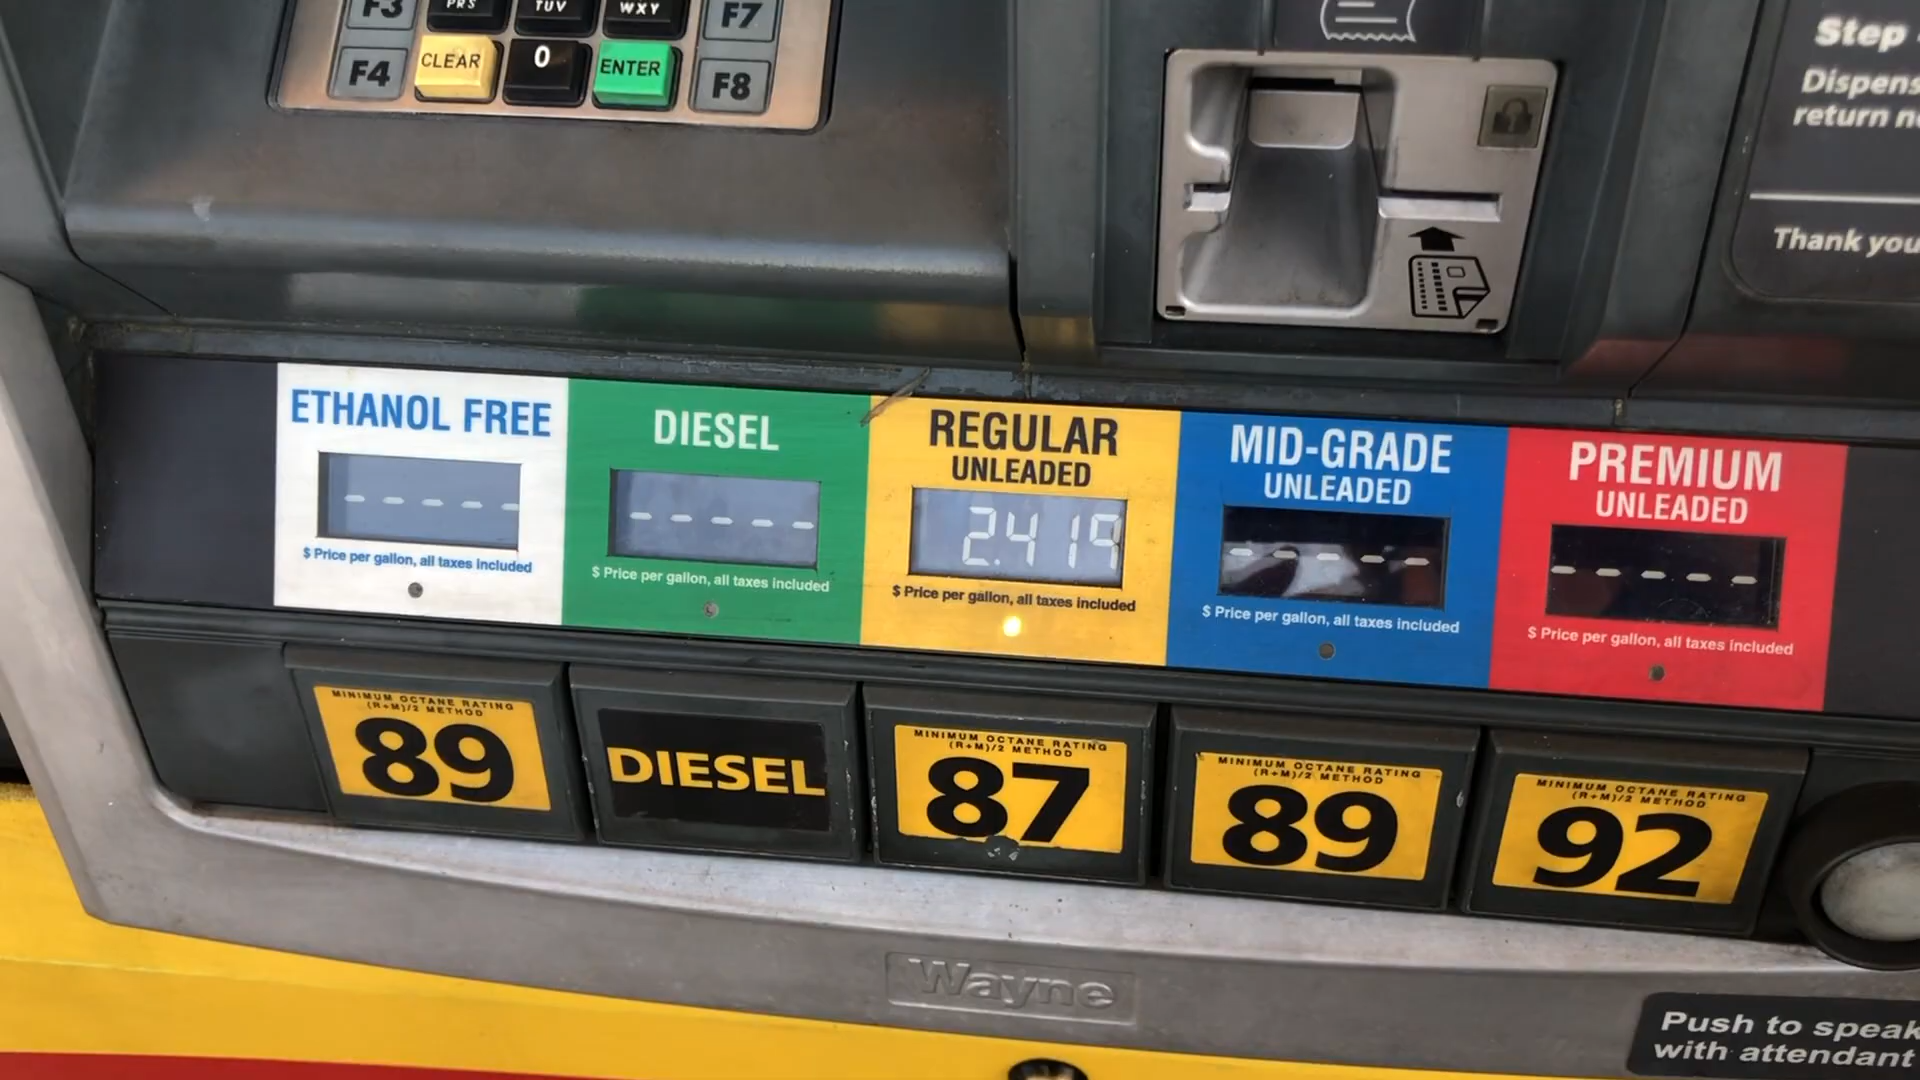 F3
PRS
TUV
WXY
F7
F4
CLEAR
0
ENTER
F8
Step
Dispens
return
Thank you
ETHANOL FREE
-----
$ Price per gallon, all taxes included
DIESEL
-----
$ Price per gallon, all taxes included
REGULAR
UNLEADED
2.419
$ Price per gallon, all taxes included
MID-GRADE
UNLEADED
-----
$ Price per gallon, all taxes included
PREMIUM
UNLEADED
-----
$ Price per gallon, all taxes included
MINIMUM OCTANE RATING
(R+M)/2 METHOD
89
DIESEL
MINIMUM OCTANE RATING
(R+M)/2 METHOD
87
MINIMUM OCTANE RATING
(R+M)/2 METHOD
89
MINIMUM OCTANE RATING
(R+M)/2 METHOD
92
Wayne
Push to speak
with attendant